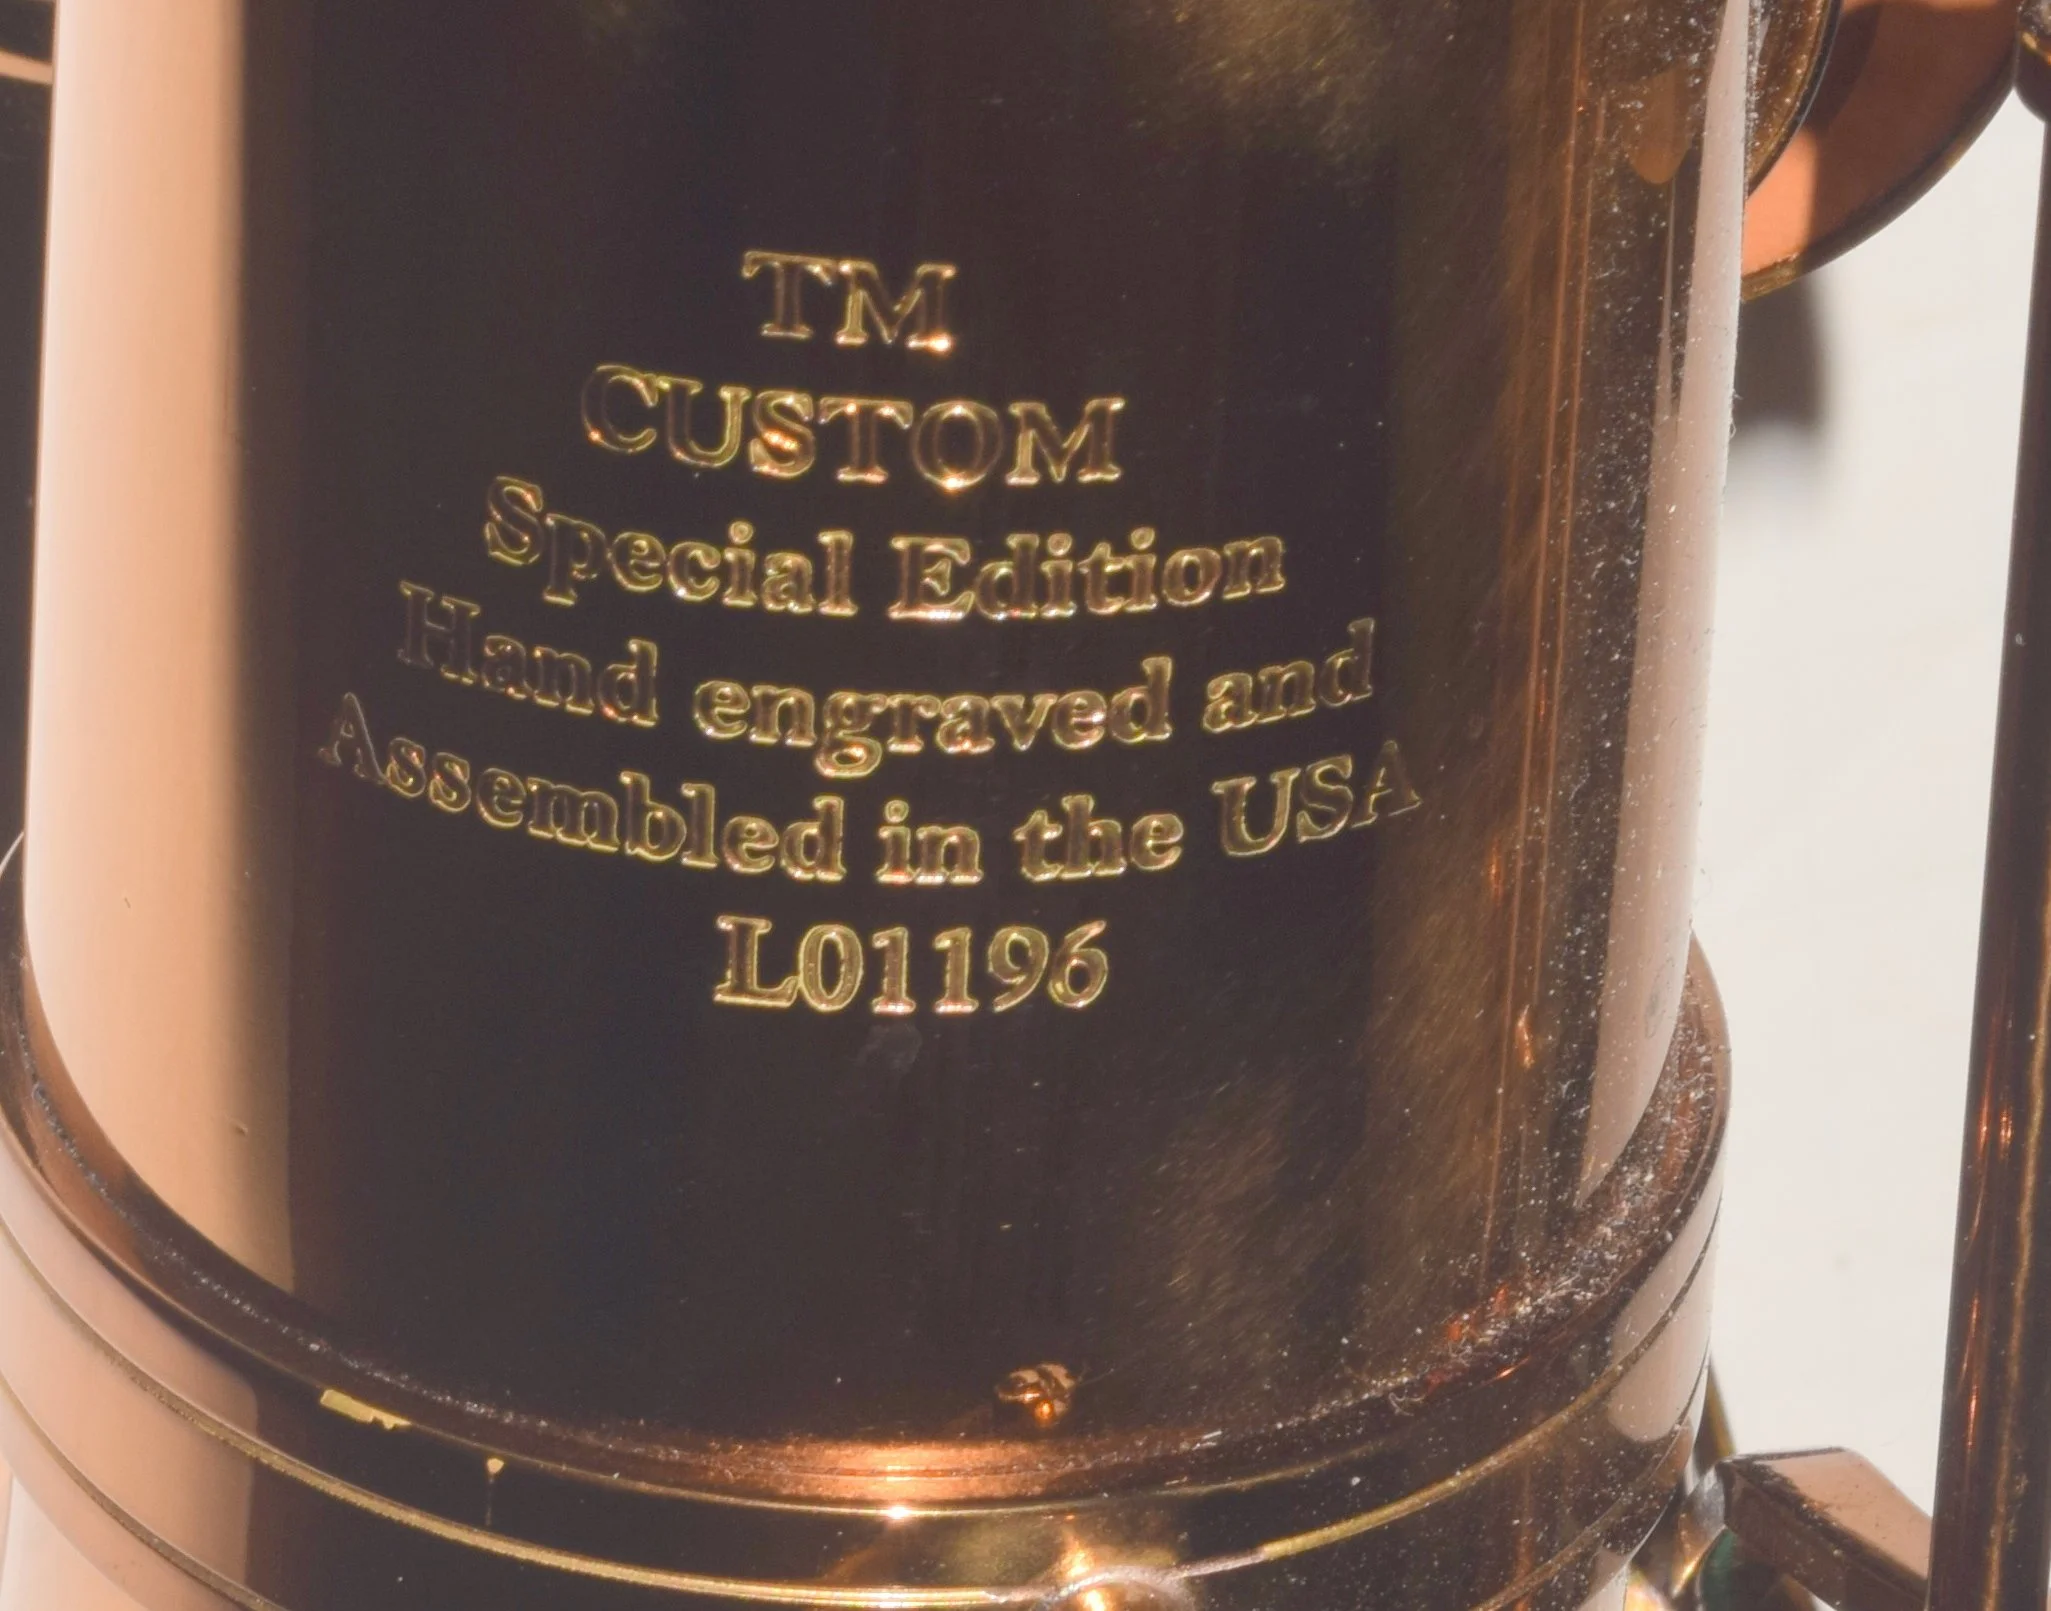 TM
CUSTOM
Special Edition
Hand engraved and
Assembled in the USA
L01196